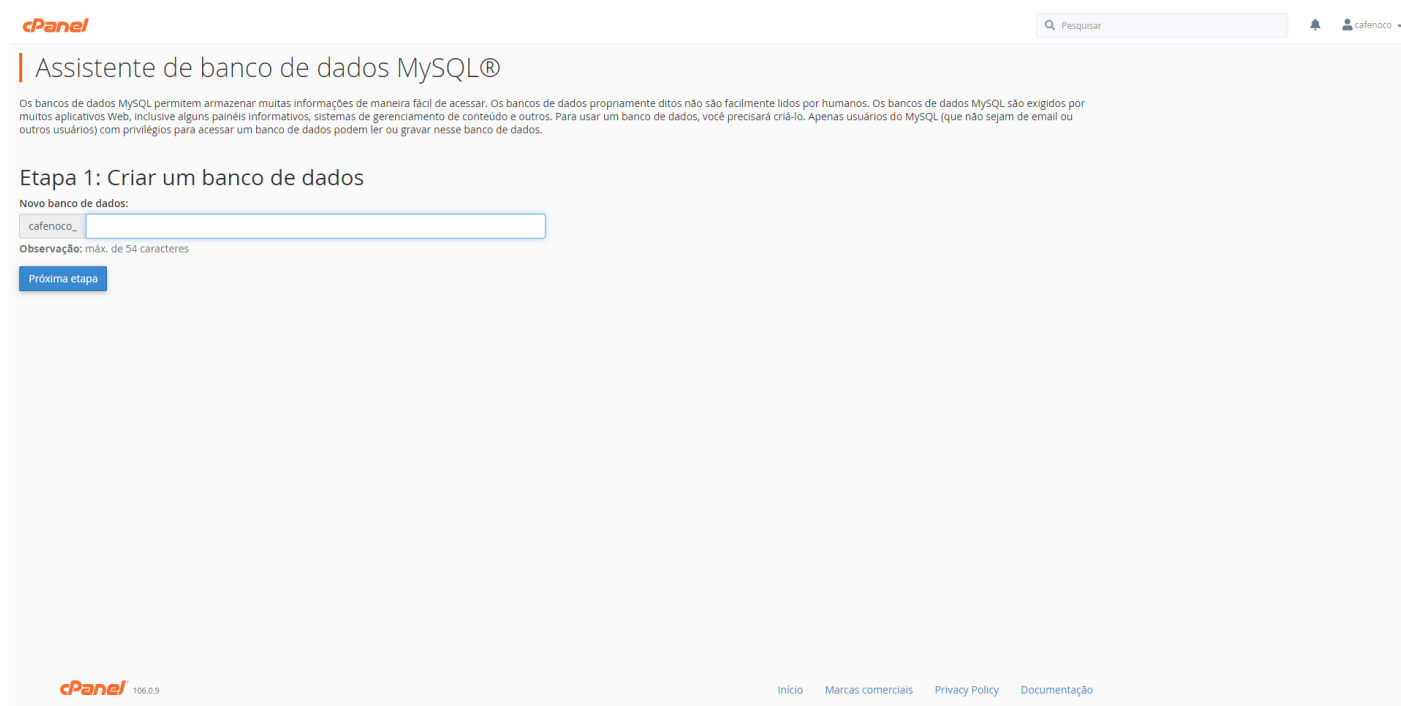 cPanel
Pesquisar
cafenoco
Assistente de banco de dados MySQL®
Os bancos de dados MySQL permitem armazenar muitas informações de maneira fácil de acessar. Os bancos de dados propriamente ditos não são facilmente lidos por humanos. Os bancos de dados MySQL são exigidos por
muitos aplicativos Web, inclusive alguns painéis informativos, sistemas de gerenciamento de conteúdo e outros. Para usar um banco de dados, você precisará criá-lo. Apenas usuários do MySQL (que não sejam de email ou
outros usuários) com privilégios para acessar um banco de dados podem ler ou gravar nesse banco de dados.
Etapa 1: Criar um banco de dados
Novo banco de dados:
cafenoco_
Observação: máx. de 54 caracteres
Próxima etapa
cPanel 106.0.9
Início Marcas comerciais Privacy Policy Documentação